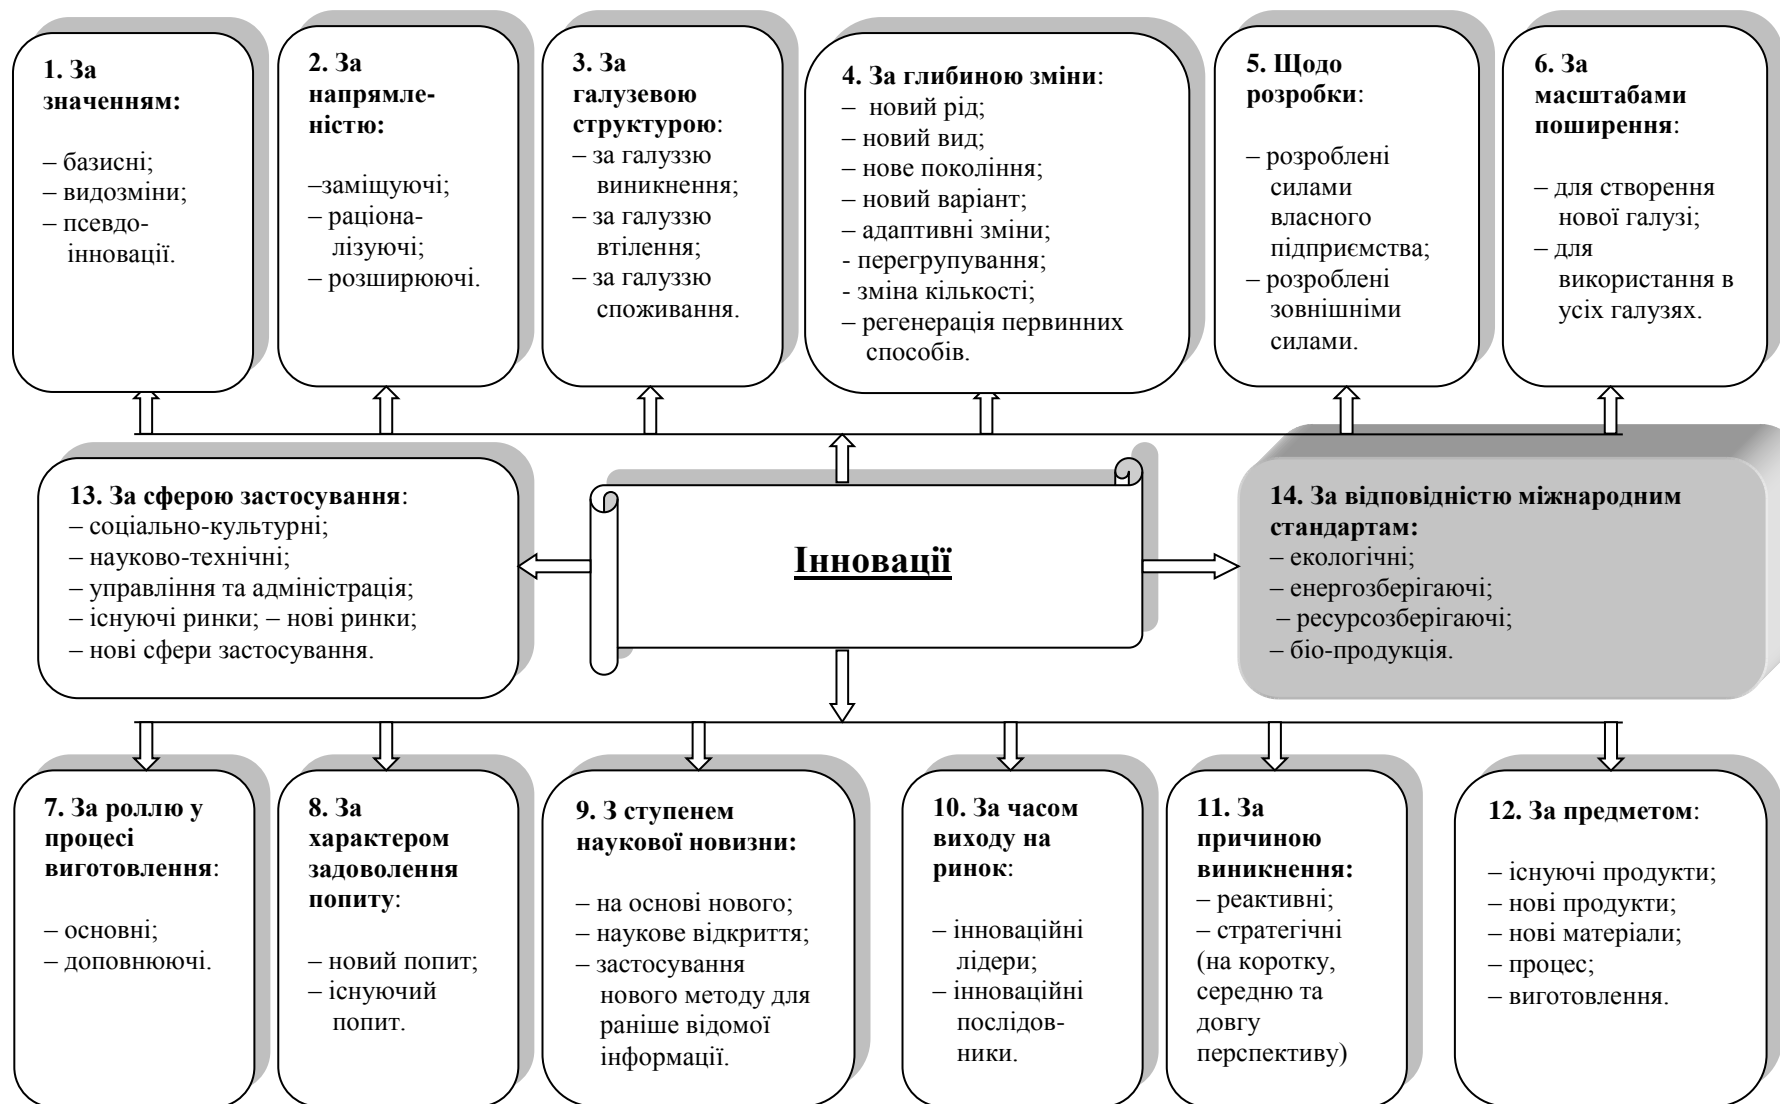 1. За
значенням:
– базисні;
– видозміни;
– псевдо-
інновації.
2. За
напрямле-
ністю:
–заміщуючі;
– раціона-
лізуючі;
– розширюючі.
3. За
галузевою
структурою:
– за галуззю
виникнення;
– за галуззю
втілення;
– за галуззю
споживання.
4. За глибиною зміни:
– новий рід;
– новий вид;
– нове покоління;
– новий варіант;
– адаптивні зміни;
- перегрупування;
- зміна кількості;
– регенерація первинних
способів.
5. Щодо
розробки:
– розроблені
силами
власного
підприємства;
– розроблені
зовнішніми
силами.
6. За
масштабами
поширення:
– для створення
нової галузі;
– для
використання в
усіх галузях.
13. За сферою застосування:
– соціально-культурні;
– науково-технічні;
– управління та адміністрація;
– існуючі ринки; – нові ринки;
– нові сфери застосування.
Інновації
14. За відповідністю міжнародним
стандартам:
– екологічні;
– енергозберігаючі;
– ресурсозберігаючі;
– біо-продукція.
7. За роллю у
процесі
виготовлення:
– основні;
– доповнюючі.
8. За
характером
задоволення
попиту:
– новий попит;
– існуючий
попит.
9. З ступенем
наукової новизни:
– на основі нового;
– наукове відкриття;
– застосування
нового методу для
раніше відомої
інформації.
10. За часом
виходу на
ринок:
– інноваційні
лідери;
– інноваційні
послідов-
ники.
11. За
причиною
виникнення:
– реактивні;
– стратегічні
(на коротку,
середню та
довгу
перспективу)
12. За предметом:
– існуючі продукти;
– нові продукти;
– нові матеріали;
– процес;
– виготовлення.